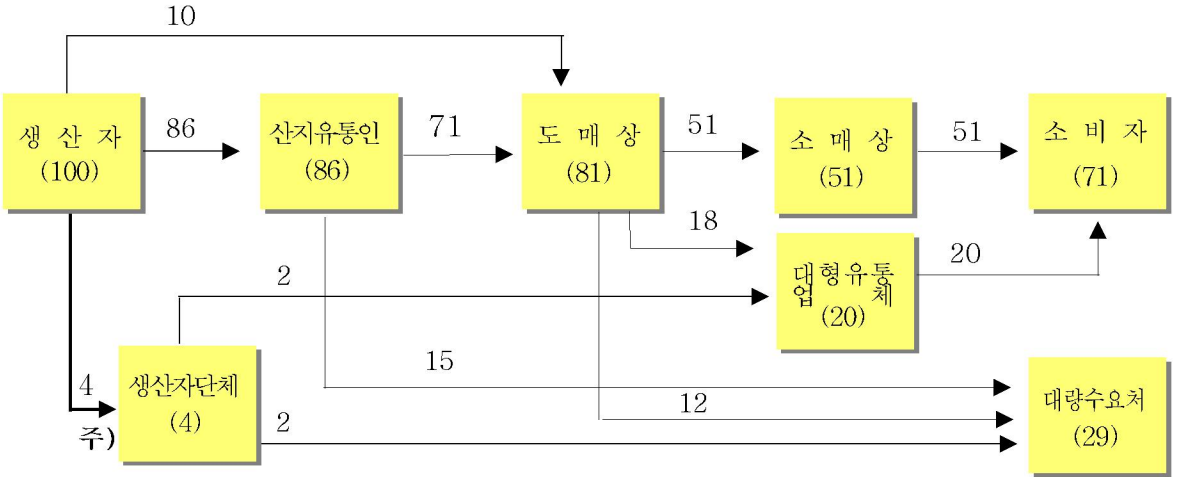 10
생 산 자
(100)
86
산지유통인
(86)
71
도 매 상
(81)
51
소 매 상
(51)
51
소 비 자
(71)
18
대형유통
업 체
(20)
20
2
4
주)
생산자단체
(4)
15
12
2
대량수요처
(29)